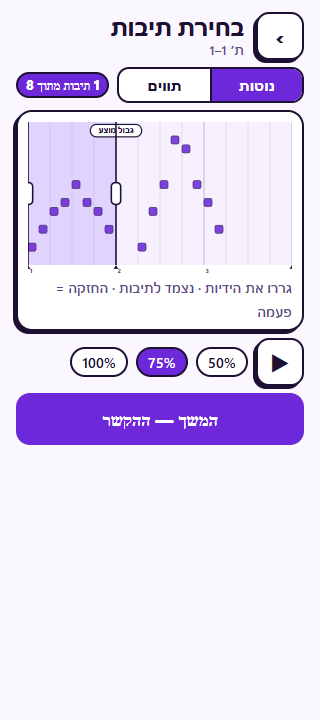 בחירת תיבות
ת׳ 1–1
נוסות
תווים
1 תיבות מתוך 8
גבול מוצע
1
2
3
גררו את הידיות · נצמד לתיבות · החזקה =
פעמה
50%
75%
100%
המשך — ההקשר